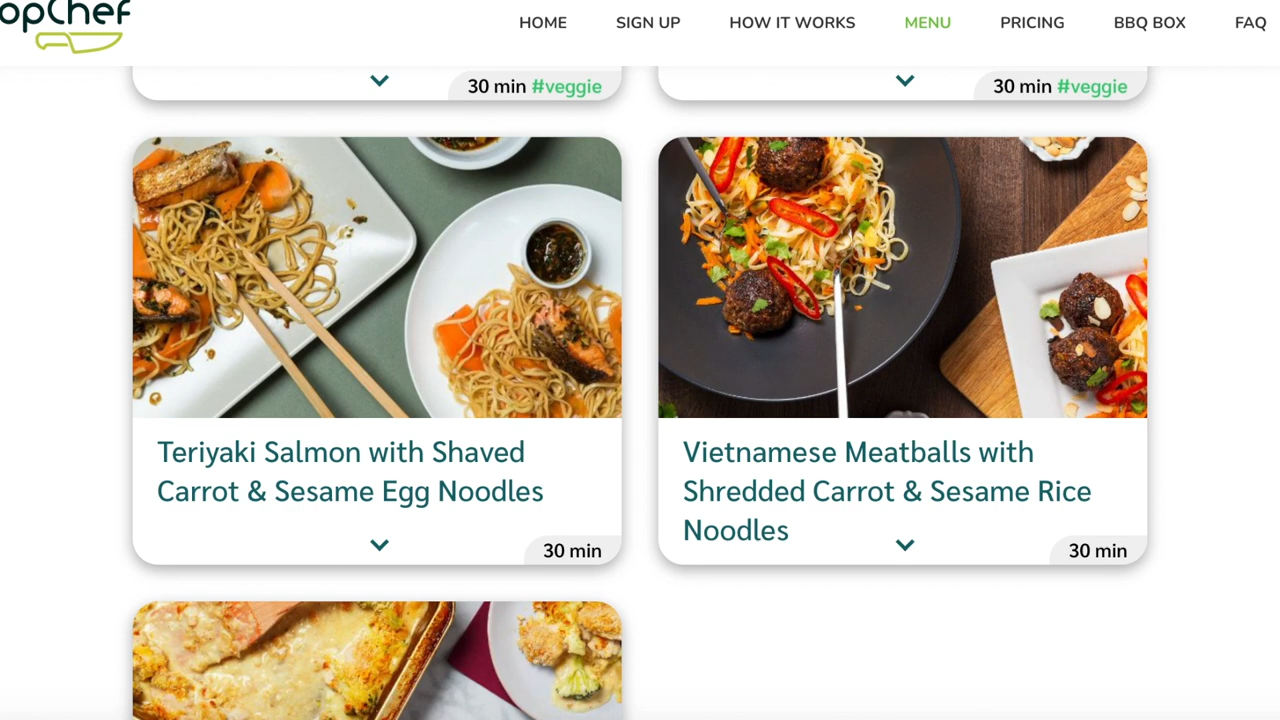 opChef
HOME SIGN UP HOW IT WORKS MENU PRICING BBQ BOX FAQ
30 min #veggie
30 min #veggie
Teriyaki Salmon with Shaved
Carrot & Sesame Egg Noodles
30 min
Vietnamese Meatballs with
Shredded Carrot & Sesame Rice
Noodles
30 min